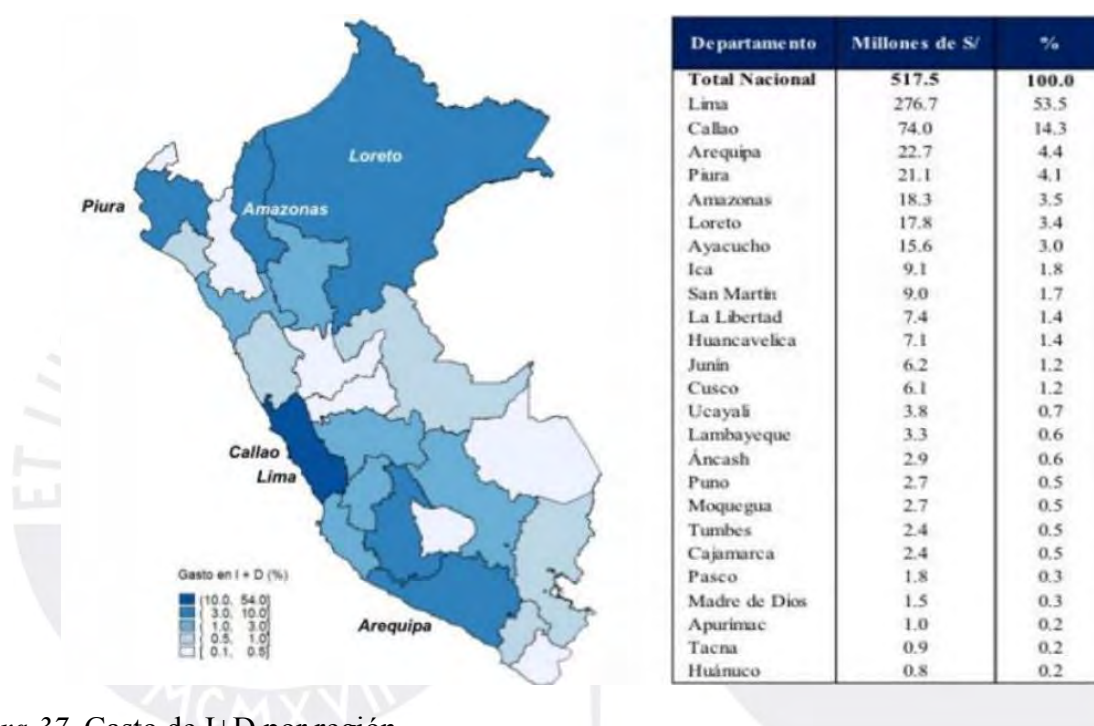 Loreto
Piura
Amazonas
Callao
Lima
Arequipa
Gasto en I + D (%)
(10.0, 54.0]
( 3.0, 10.0]
( 1.0, 3.0]
( 0.5, 1.0]
[ 0.1, 0.5]
Departamento Millones de S/ %
Total Nacional 517.5 100.0
Lima 276.7 53.5
Callao 74.0 14.3
Arequipa 22.7 4.4
Piura 21.1 4.1
Amazonas 18.3 3.5
Loreto 17.8 3.4
Ayacucho 15.6 3.0
Ica 9.1 1.8
San Martín 9.0 1.7
La Libertad 7.4 1.4
Huancavelica 7.1 1.4
Junín 6.2 1.2
Cusco 6.1 1.2
Ucayali 3.8 0.7
Lambayeque 3.3 0.6
Áncash 2.9 0.6
Puno 2.7 0.5
Moquegua 2.7 0.5
Tumbes 2.4 0.5
Cajamarca 2.4 0.5
Pasco 1.8 0.3
Madre de Dios 1.5 0.3
Apurímac 1.0 0.2
Tacna 0.9 0.2
Huánuco 0.8 0.2
37. Gasto de I+D por región